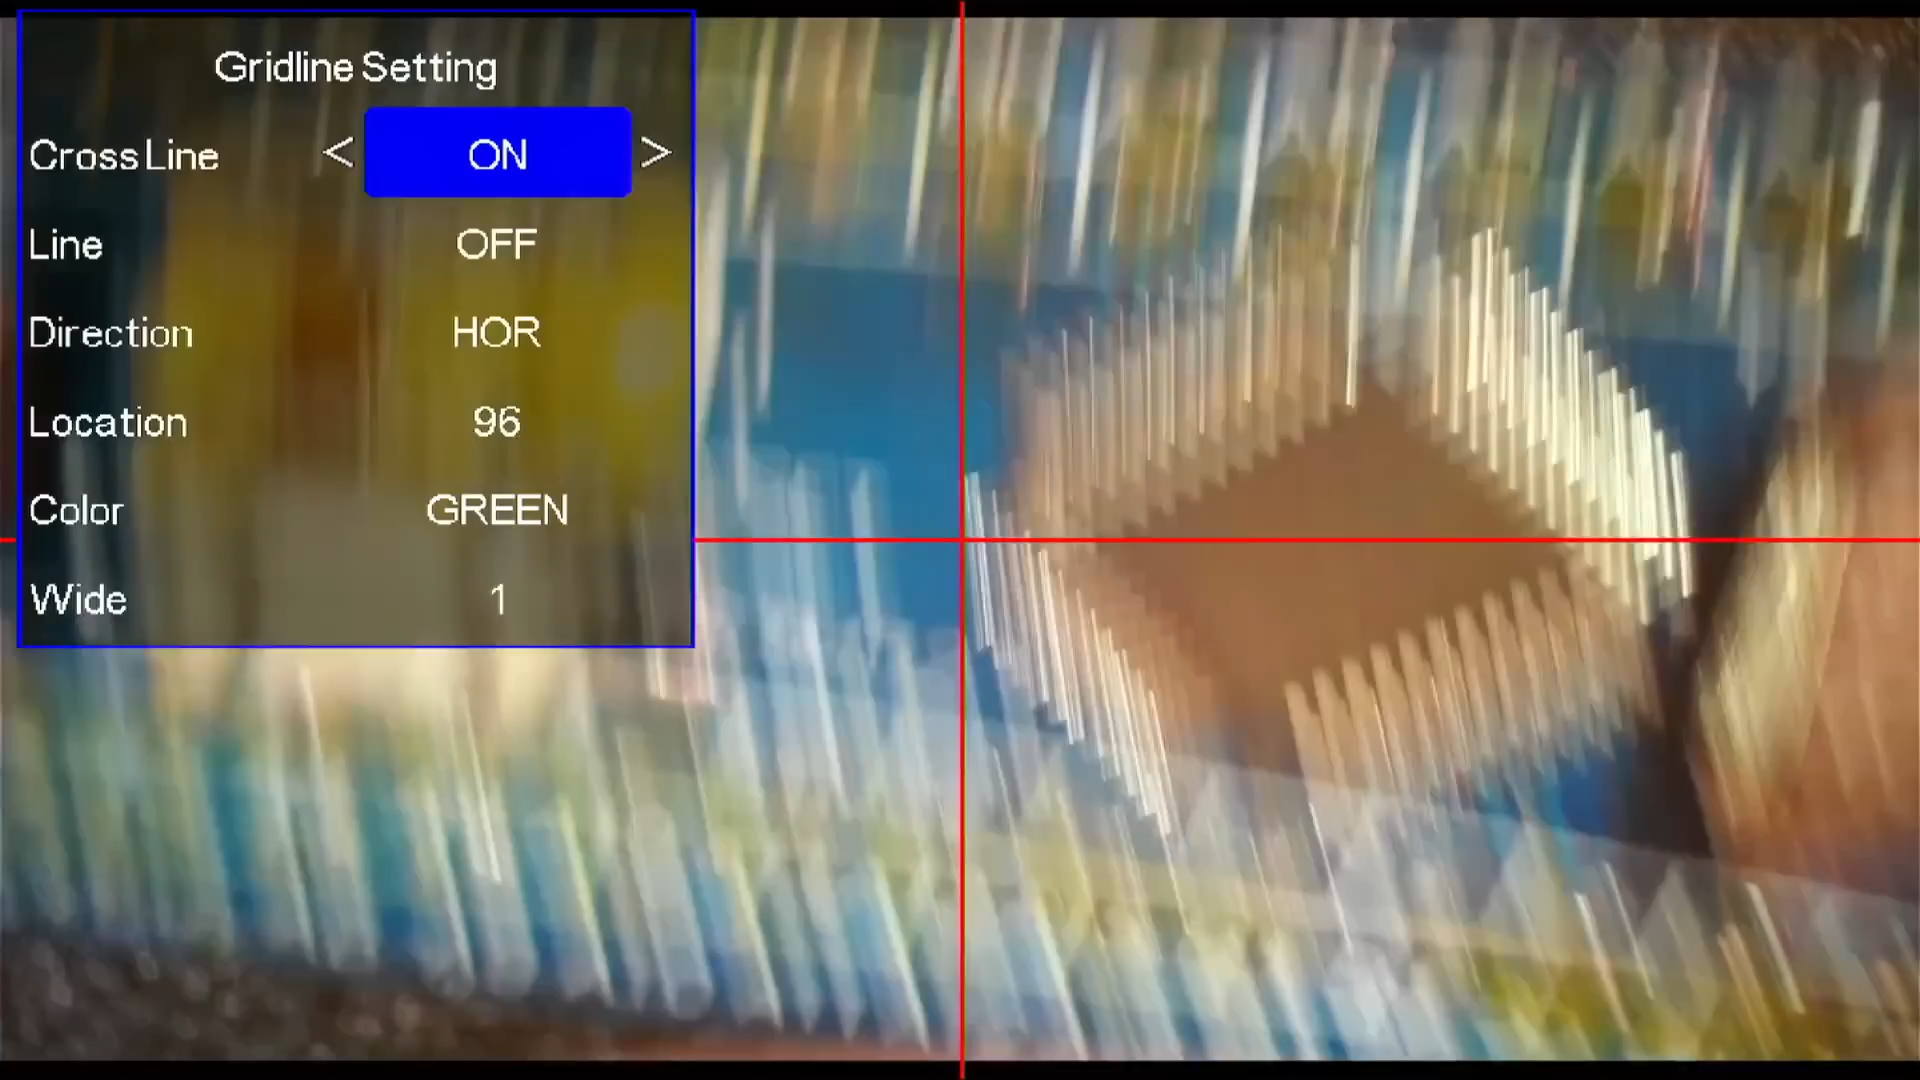 Gridline Setting
Cross Line < ON >
Line OFF
Direction HOR
Location 96
Color GREEN
Wide 1